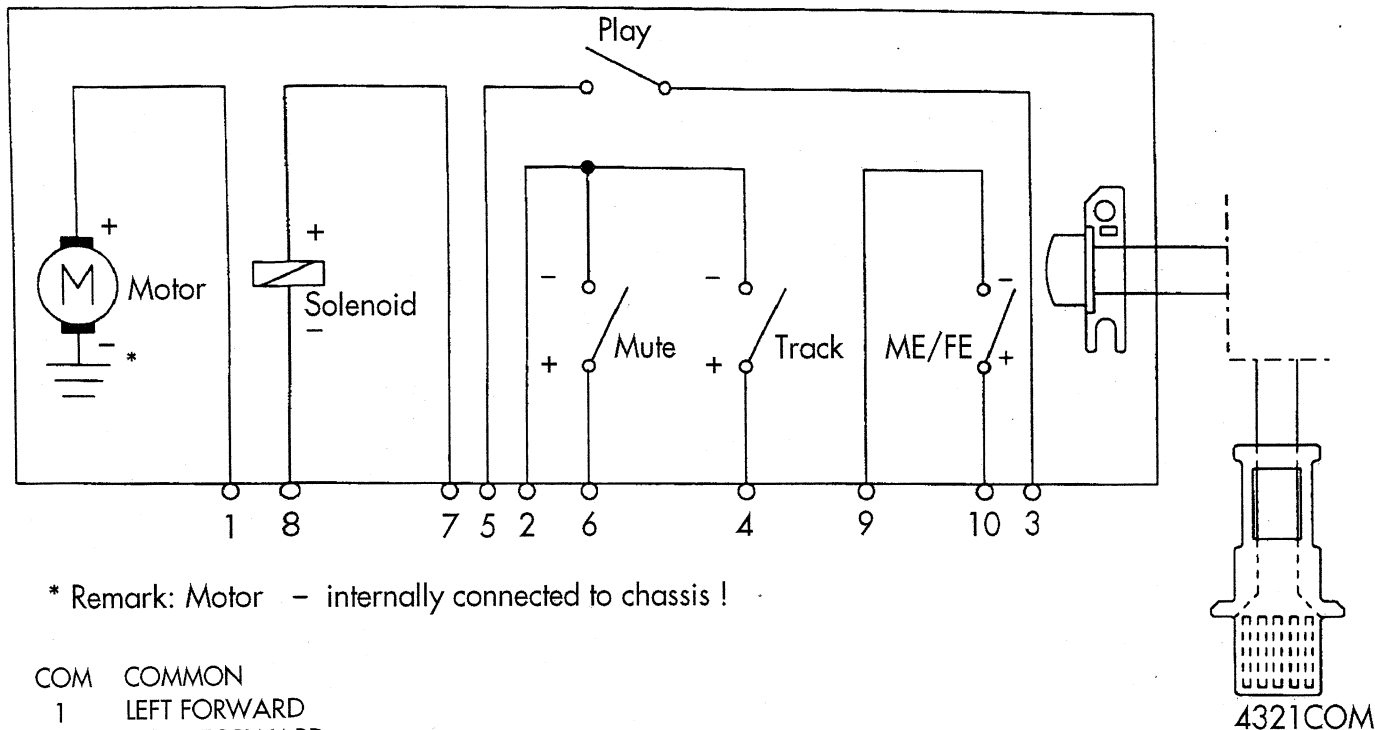 Play
+
+
M Motor
Solenoid
– *
–
– – –
+ Mute + Track ME/FE +
1 8 7 5 2 6 4 9 10 3
* Remark: Motor – internally connected to chassis !
COM COMMON
1 LEFT FORWARD
4321COM